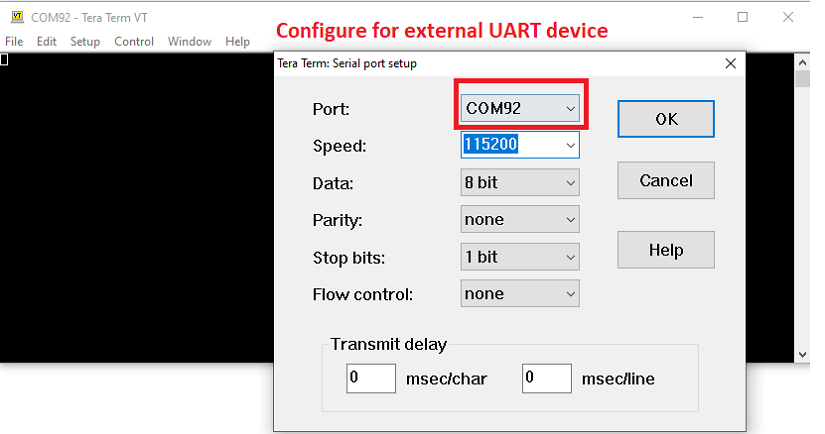 COM92 - Tera Term VT
File Edit Setup Control Window Help
Configure for external UART device
Tera Term: Serial port setup
Port: COM92 OK
Speed: 115200
Data: 8 bit Cancel
Parity: none
Stop bits: 1 bit Help
Flow control: none
Transmit delay
0 msec/char 0 msec/line